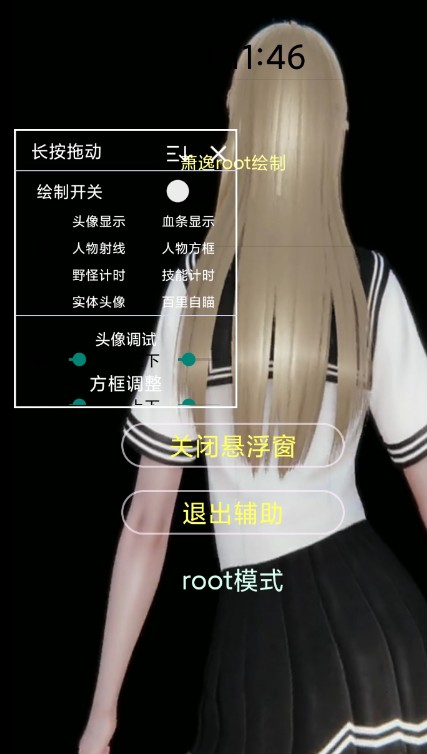 11:46
长按拖动
萧逸root绘制
绘制开关
头像显示 血条显示
人物射线 人物方框
野怪计时 技能计时
实体头像 百里自瞄
头像调试
下
方框调整
上下
关闭悬浮窗
退出辅助
root模式